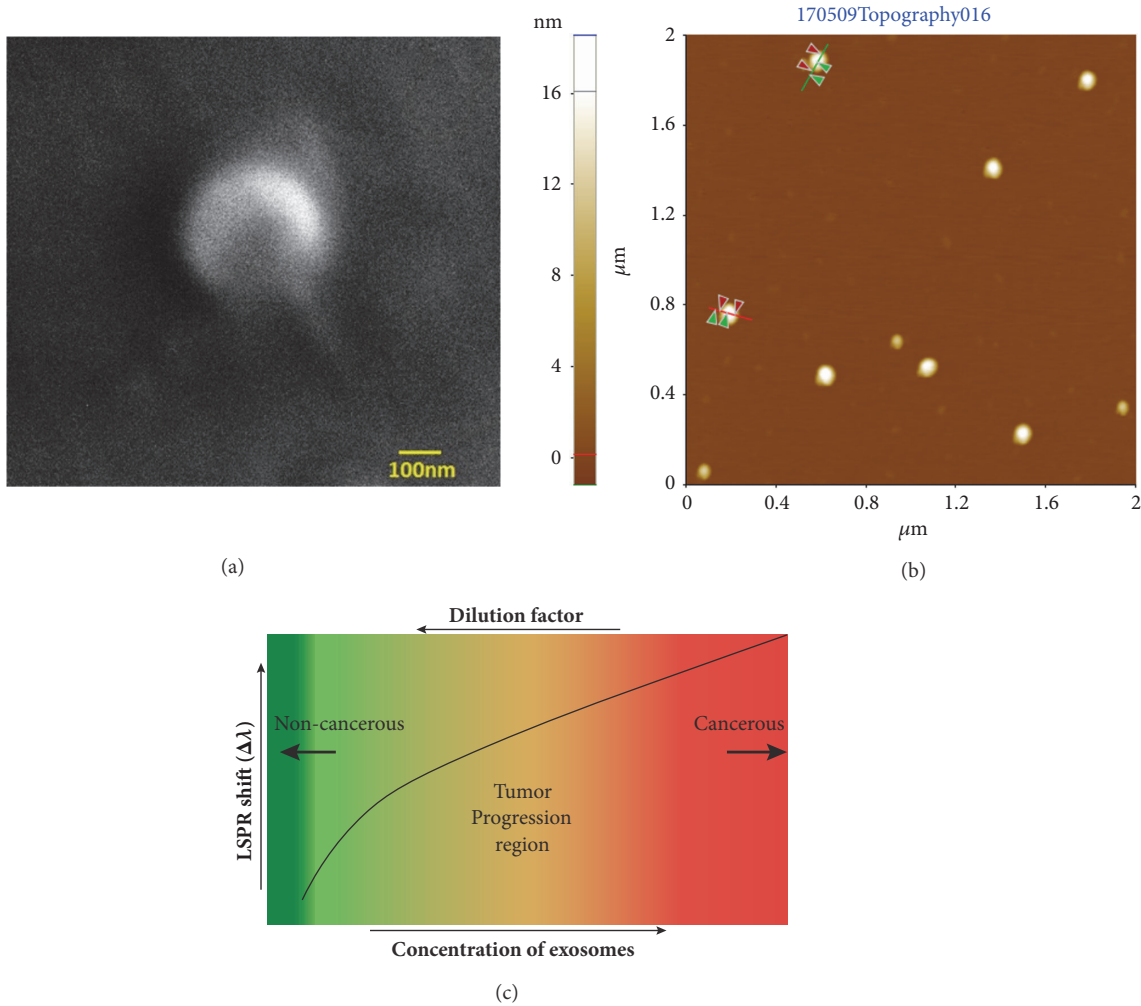 100nm
(a)
nm
16
12
8
4
0
170509Topography016
2
1.6
1.2
0.8
0.4
0
μm
0 0.4 0.8 1.2 1.6 2
μm
(b)
Dilution factor
LSPR shift (Δλ)
Non-cancerous
Cancerous
Tumor
Progression
region
Concentration of exosomes
(c)